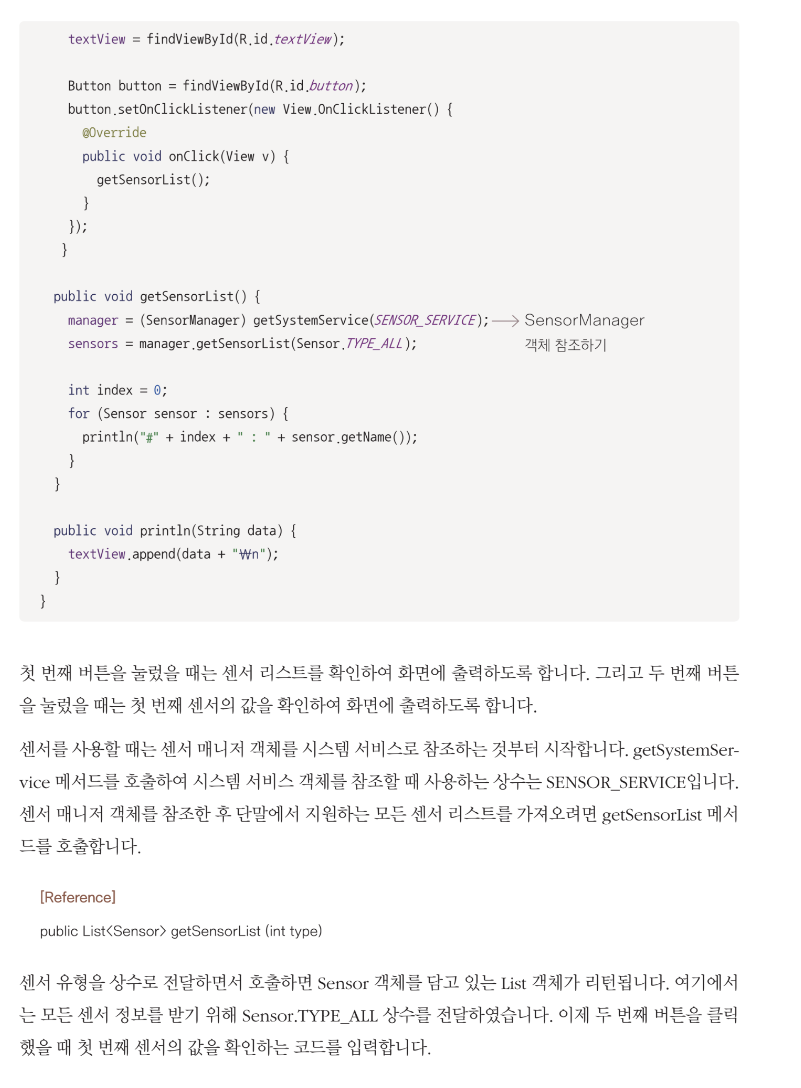 textView = findViewById(R.id.textView);
Button button = findViewById(R.id.button);
button.setOnClickListener(new View.OnClickListener() {
@Override
public void onClick(View v) {
getSensorList();
}
});
}
public void getSensorList() {
manager = (SensorManager) getSystemService(SENSOR_SERVICE); → SensorManager
sensors = manager.getSensorList(Sensor.TYPE_ALL); 객체 참조하기
int index = 0;
for (Sensor sensor : sensors) {
println("#" + index + " : " + sensor.getName());
}
}
public void println(String data) {
textView.append(data + "₩n");
}
}
첫 번째 버튼을 눌렀을 때는 센서 리스트를 확인하여 화면에 출력하도록 합니다. 그리고 두 번째 버튼
을 눌렀을 때는 첫 번째 센서의 값을 확인하여 화면에 출력하도록 합니다.
센서를 사용할 때는 센서 매니저 객체를 시스템 서비스로 참조하는 것부터 시작합니다. getSystemSer-
vice 메서드를 호출하여 시스템 서비스 객체를 참조할 때 사용하는 상수는 SENSOR_SERVICE입니다.
센서 매니저 객체를 참조한 후 단말에서 지원하는 모든 센서 리스트를 가져오려면 getSensorList 메서
드를 호출합니다.
[Reference]
public List<Sensor> getSensorList (int type)
센서 유형을 상수로 전달하면서 호출하면 Sensor 객체를 담고 있는 List 객체가 리턴됩니다. 여기에서
는 모든 센서 정보를 받기 위해 Sensor.TYPE_ALL 상수를 전달하였습니다. 이제 두 번째 버튼을 클릭
했을 때 첫 번째 센서의 값을 확인하는 코드를 입력합니다.